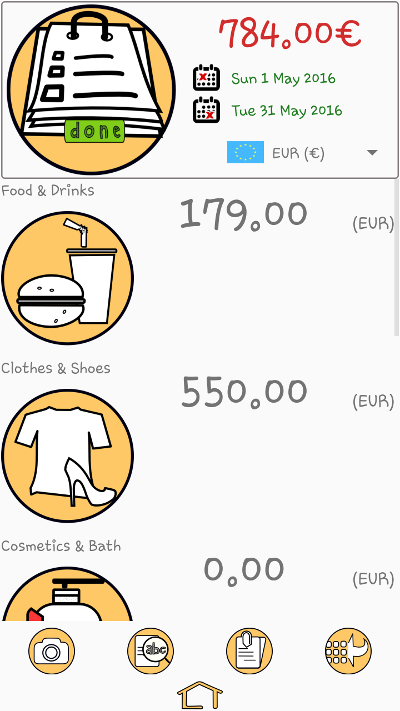 784.00€
done
Sun 1 May 2016
Tue 31 May 2016
EUR (€)
Food & Drinks
179.00 (EUR)
Clothes & Shoes
550.00 (EUR)
Cosmetics & Bath
0.00 (EUR)
abc